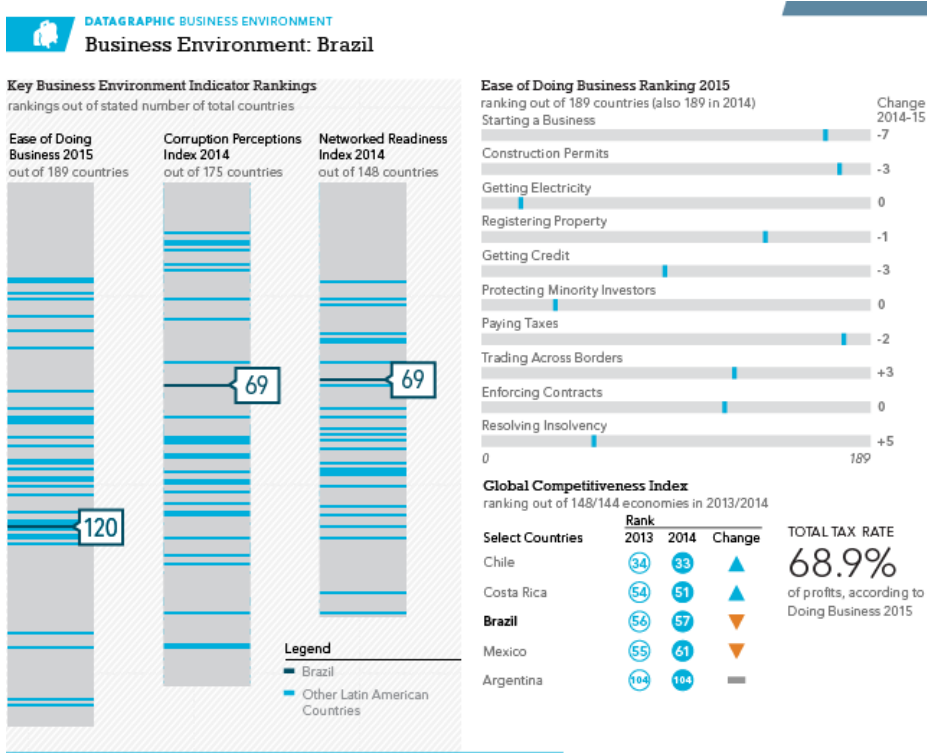 DATAGRAPHIC BUSINESS ENVIRONMENT
Business Environment: Brazil
Key Business Environment Indicator Rankings
rankings out of stated number of total countries
Ease of Doing
Business 2015
out of 189 countries
120
Corruption Perceptions
Index 2014
out of 175 countries
69
Networked Readiness
Index 2014
out of 148 countries
69
Legend
Brazil
Other Latin American
Countries
Ease of Doing Business Ranking 2015
ranking out of 189 countries (also 189 in 2014)
Change
2014-15
Starting a Business
-7
Construction Permits
-3
Getting Electricity
0
Registering Property
-1
Getting Credit
-3
Protecting Minority Investors
0
Paying Taxes
-2
Trading Across Borders
+3
Enforcing Contracts
0
Resolving Insolvency
+5
0 189
Global Competitiveness Index
ranking out of 148/144 economies in 2013/2014
Rank
Select Countries 2013 2014 Change
Chile 34 33
Costa Rica 54 51
Brazil 56 57
Mexico 55 61
Argentina 104 104
TOTAL TAX RATE
68.9%
of profits, according to
Doing Business 2015